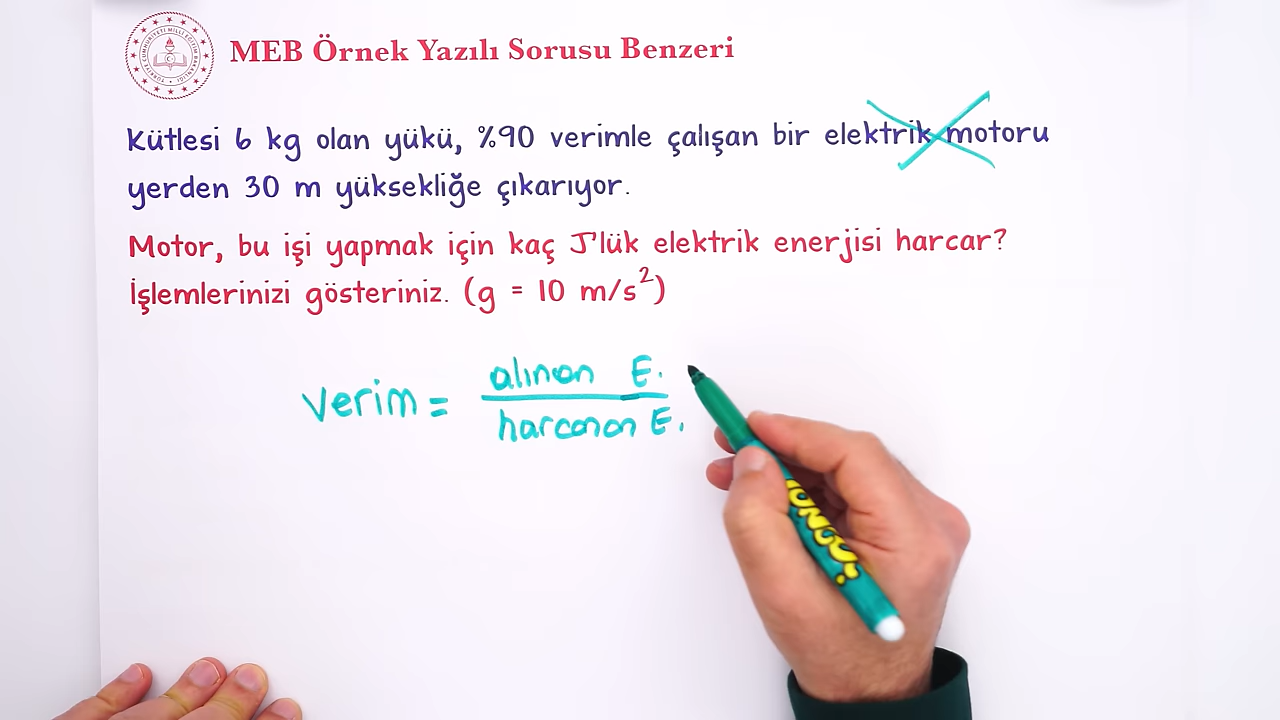 MEB Örnek Yazılı Sorusu Benzeri
Kütlesi 6 kg olan yükü, %90 verimle çalışan bir elektrik motoru
yerden 30 m yüksekliğe çıkarıyor.
Motor, bu işi yapmak için kaç J'lük elektrik enerjisi harcar?
İşlemlerinizi gösteriniz. (g = 10 m/s²)
verim = alınan E.
harcanan E.